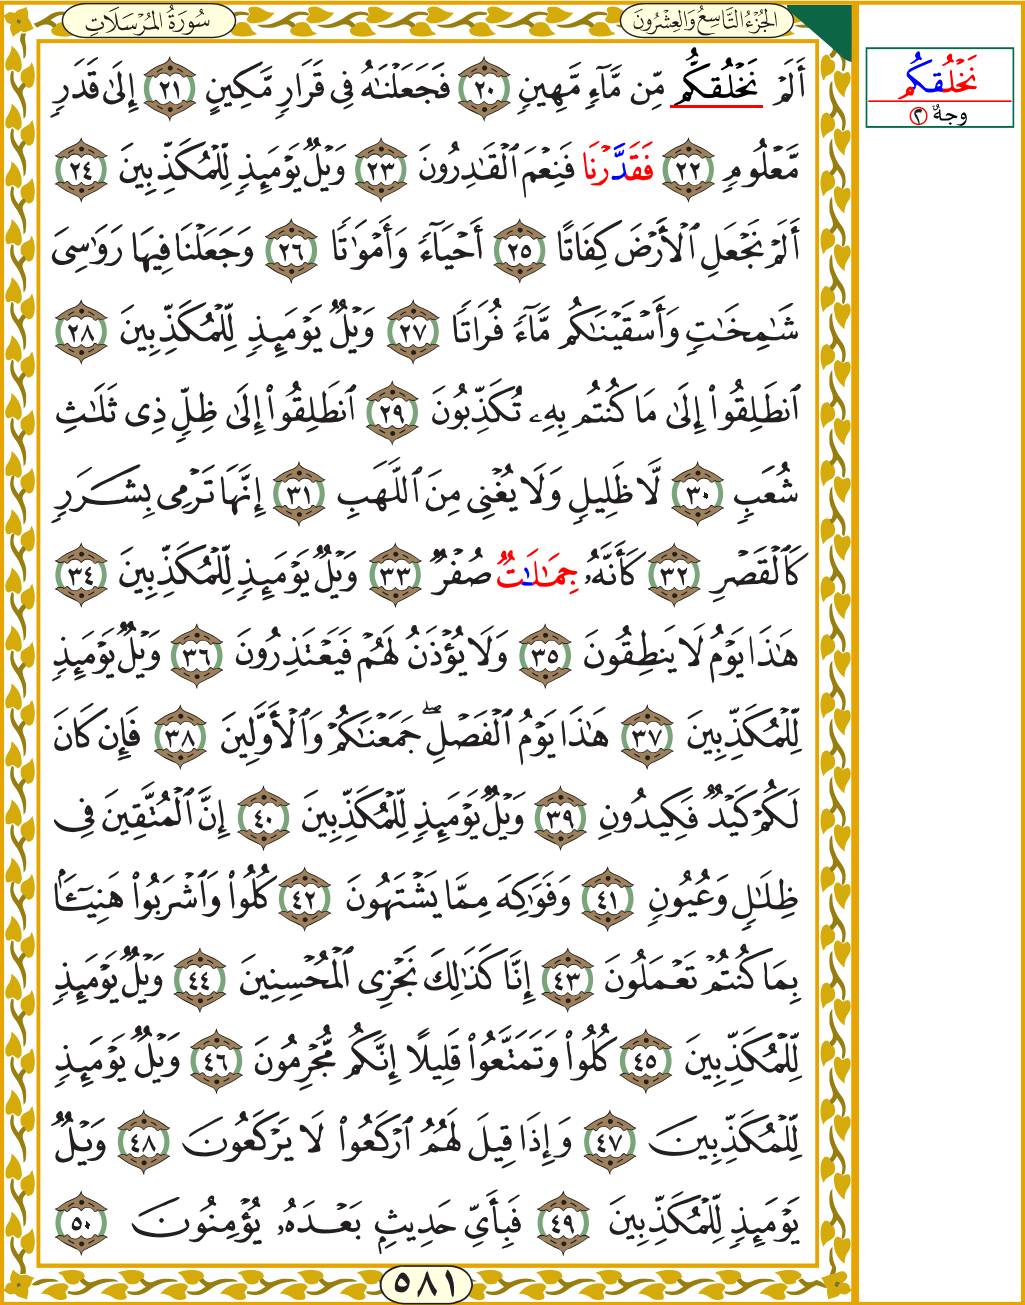 الجُزْءُ التَّاسِعُ وَالعِشْرُونَ
سُورَةُ المُرْسَلَاتِ
أَلَمْ نَخْلُقكُّم مِّن مَّآءٖ مَّهِينٖ ٢٠ فَجَعَلْنَٰهُ فِي قَرَارٖ مَّكِينٍ ٢١ إِلَىٰ قَدَرٖ
مَّعْلُومٖ ٢٢ فَقَدَّرْنَا فَنِعْمَ ٱلْقَٰدِرُونَ ٢٣ وَيْلٞ يَوْمَئِذٖ لِّلْمُكَذِّبِينَ ٢٤
أَلَمْ نَجْعَلِ ٱلْأَرْضَ كِفَاتًا ٢٥ أَحْيَآءٗ وَأَمْوَٰتٗا ٢٦ وَجَعَلْنَا فِيهَا رَوَٰسِيَ
شَٰمِخَٰتٖ وَأَسْقَيْنَٰكُم مَّآءٗ فُرَاتٗا ٢٧ وَيْلٞ يَوْمَئِذٖ لِّلْمُكَذِّبِينَ ٢٨
ٱنطَلِقُوا۟ إِلَىٰ مَا كُنتُم بِهِۦ تُكَذِّبُونَ ٢٩ ٱنطَلِقُوا۟ إِلَىٰ ظِلّٖ ذِي ثَلَٰثِ
شُعَبٖ ٣٠ لَّا ظَلِيلٖ وَلَا يُغْنِي مِنَ ٱللَّهَبِ ٣١ إِنَّهَا تَرْمِي بِشَرَرٖ
كَٱلْقَصْرِ ٣٢ كَأَنَّهُۥ جِمَٰلَٰتٞ صُفْرٞ ٣٣ وَيْلٞ يَوْمَئِذٖ لِّلْمُكَذِّبِينَ ٣٤
هَٰذَا يَوْمُ لَا يَنطِقُونَ ٣٥ وَلَا يُؤْذَنُ لَهُمْ فَيَعْتَذِرُونَ ٣٦ وَيْلٞ يَوْمَئِذٖ
لِّلْمُكَذِّبِينَ ٣٧ هَٰذَا يَوْمُ ٱلْفَصْلِۖ جَمَعْنَٰكُمْ وَٱلْأَوَّلِينَ ٣٨ فَإِن كَانَ
لَكُمْ كَيْدٞ فَكِيدُونِ ٣٩ وَيْلٞ يَوْمَئِذٖ لِّلْمُكَذِّبِينَ ٤٠ إِنَّ ٱلْمُتَّقِينَ فِي
ظِلَٰلٖ وَعُيُونٖ ٤١ وَفَوَٰكِهَ مِمَّا يَشْتَهُونَ ٤٢ كُلُوا۟ وَٱشْرَبُوا۟ هَنِيٓـَٔۢا
بِمَا كُنتُمْ تَعْمَلُونَ ٤٣ إِنَّا كَذَٰلِكَ نَجْزِي ٱلْمُحْسِنِينَ ٤٤ وَيْلٞ يَوْمَئِذٖ
لِّلْمُكَذِّبِينَ ٤٥ كُلُوا۟ وَتَمَتَّعُوا۟ قَلِيلًا إِنَّكُم مُّجْرِمُونَ ٤٦ وَيْلٞ يَوْمَئِذٖ
لِّلْمُكَذِّبِينَ ٤٧ وَإِذَا قِيلَ لَهُمُ ٱرْكَعُوا۟ لَا يَرْكَعُونَ ٤٨ وَيْلٞ
يَوْمَئِذٖ لِّلْمُكَذِّبِينَ ٤٩ فَبِأَيِّ حَدِيثِۭ بَعْدَهُۥ يُؤْمِنُونَ ٥٠
٥٨١
نَخْلُقكُم
وجهٌ ٢